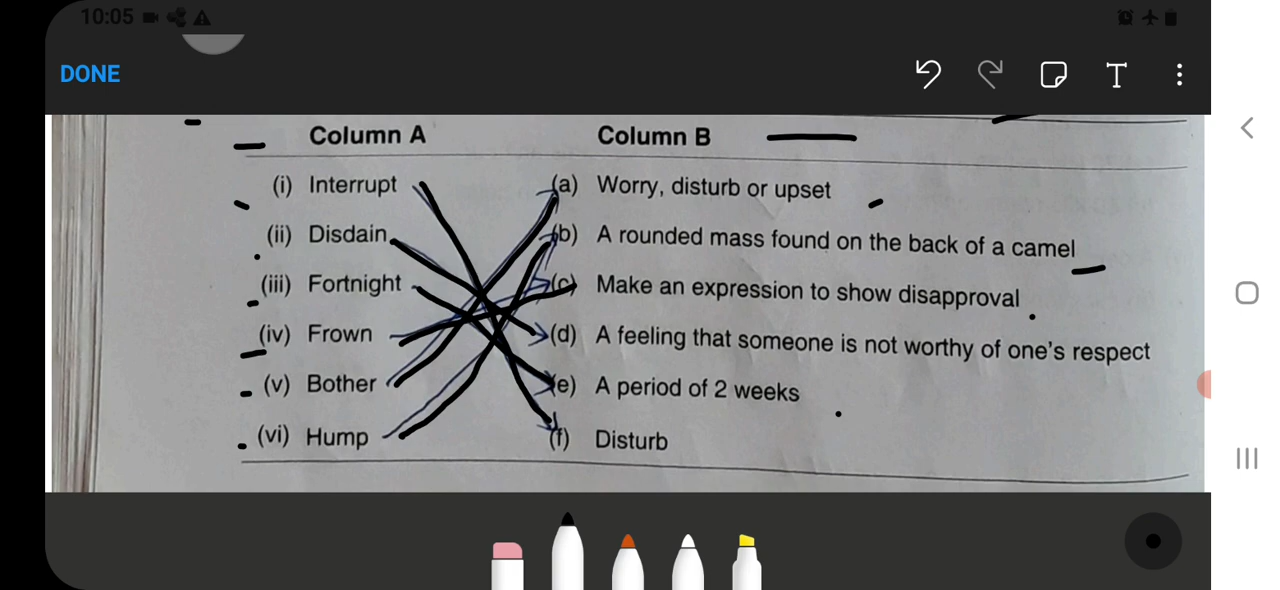 10:05
DONE
T
Column A Column B
(i) Interrupt (a) Worry, disturb or upset
(ii) Disdain (b) A rounded mass found on the back of a camel
(iii) Fortnight (c) Make an expression to show disapproval
(iv) Frown (d) A feeling that someone is not worthy of one's respect
(v) Bother (e) A period of 2 weeks
(vi) Hump (f) Disturb